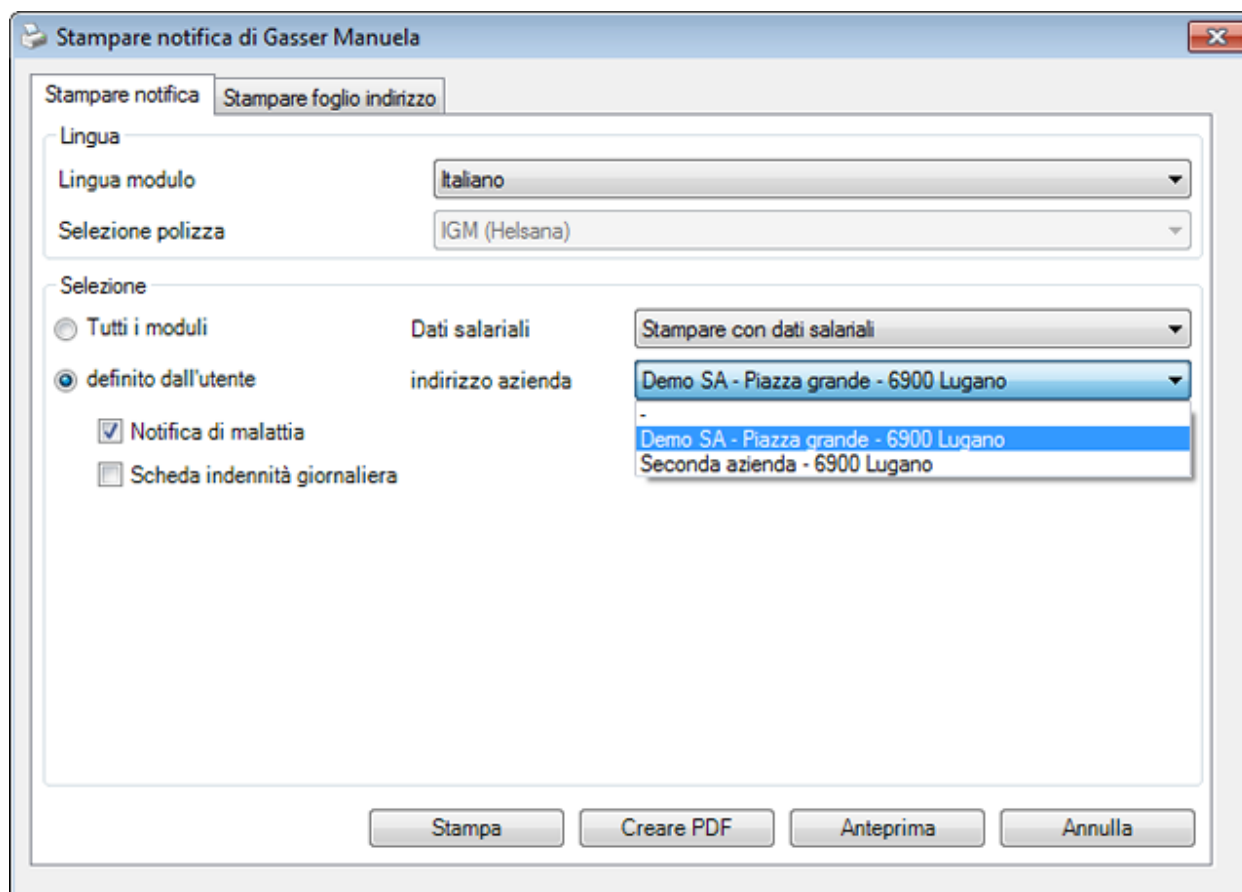 Stampare notifica di Gasser Manuela
Stampare notifica
Stampare foglio indirizzo
Lingua
Lingua modulo
Italiano
Selezione polizza
IGM (Helsana)
Selezione
Tutti i moduli
Dati salariali
Stampare con dati salariali
definito dall'utente
indirizzo azienda
Demo SA - Piazza grande - 6900 Lugano
-
Notifica di malattia
Demo SA - Piazza grande - 6900 Lugano
Seconda azienda - 6900 Lugano
Scheda indennità giornaliera
Stampa
Creare PDF
Anteprima
Annulla